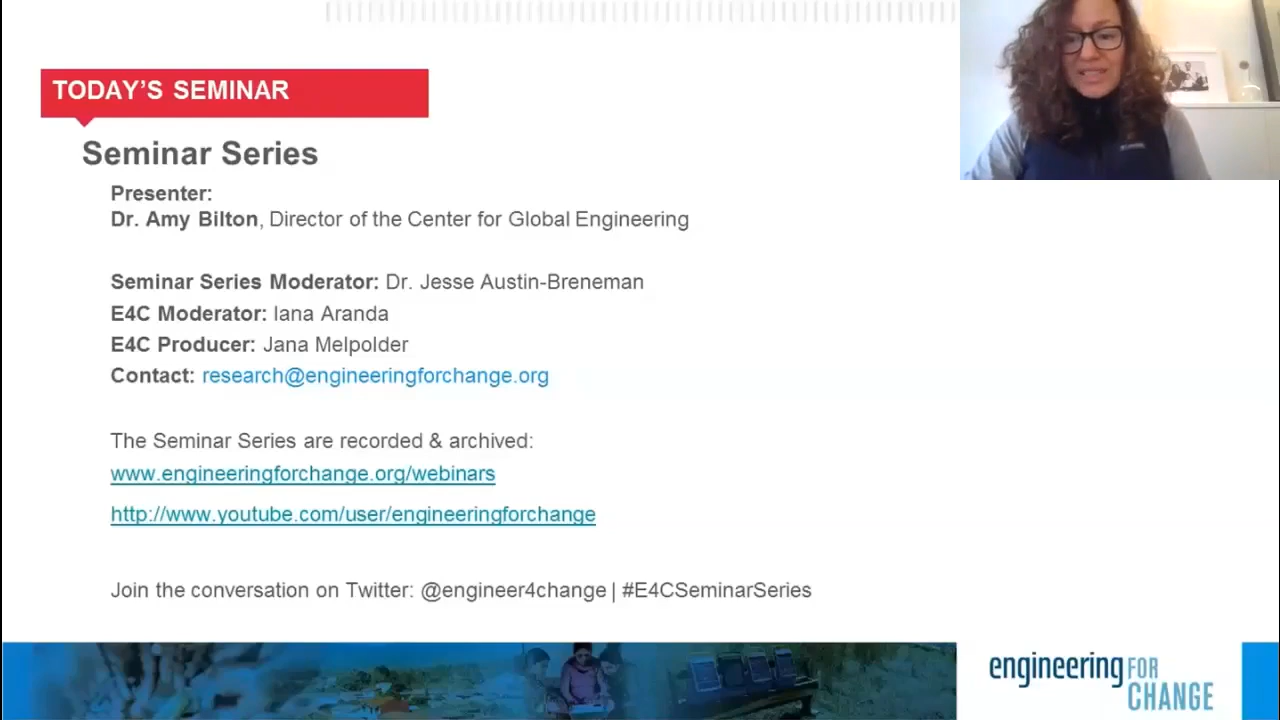 TODAY'S SEMINAR
Seminar Series
Presenter:
Dr. Amy Bilton, Director of the Center for Global Engineering
Seminar Series Moderator: Dr. Jesse Austin-Breneman
E4C Moderator: Iana Aranda
E4C Producer: Jana Melpolder
Contact: research@engineeringforchange.org
The Seminar Series are recorded & archived:
www.engineeringforchange.org/webinars
http://www.youtube.com/user/engineeringforchange
Join the conversation on Twitter: @engineer4change | #E4CSeminarSeries
engineering FOR
CHANGE